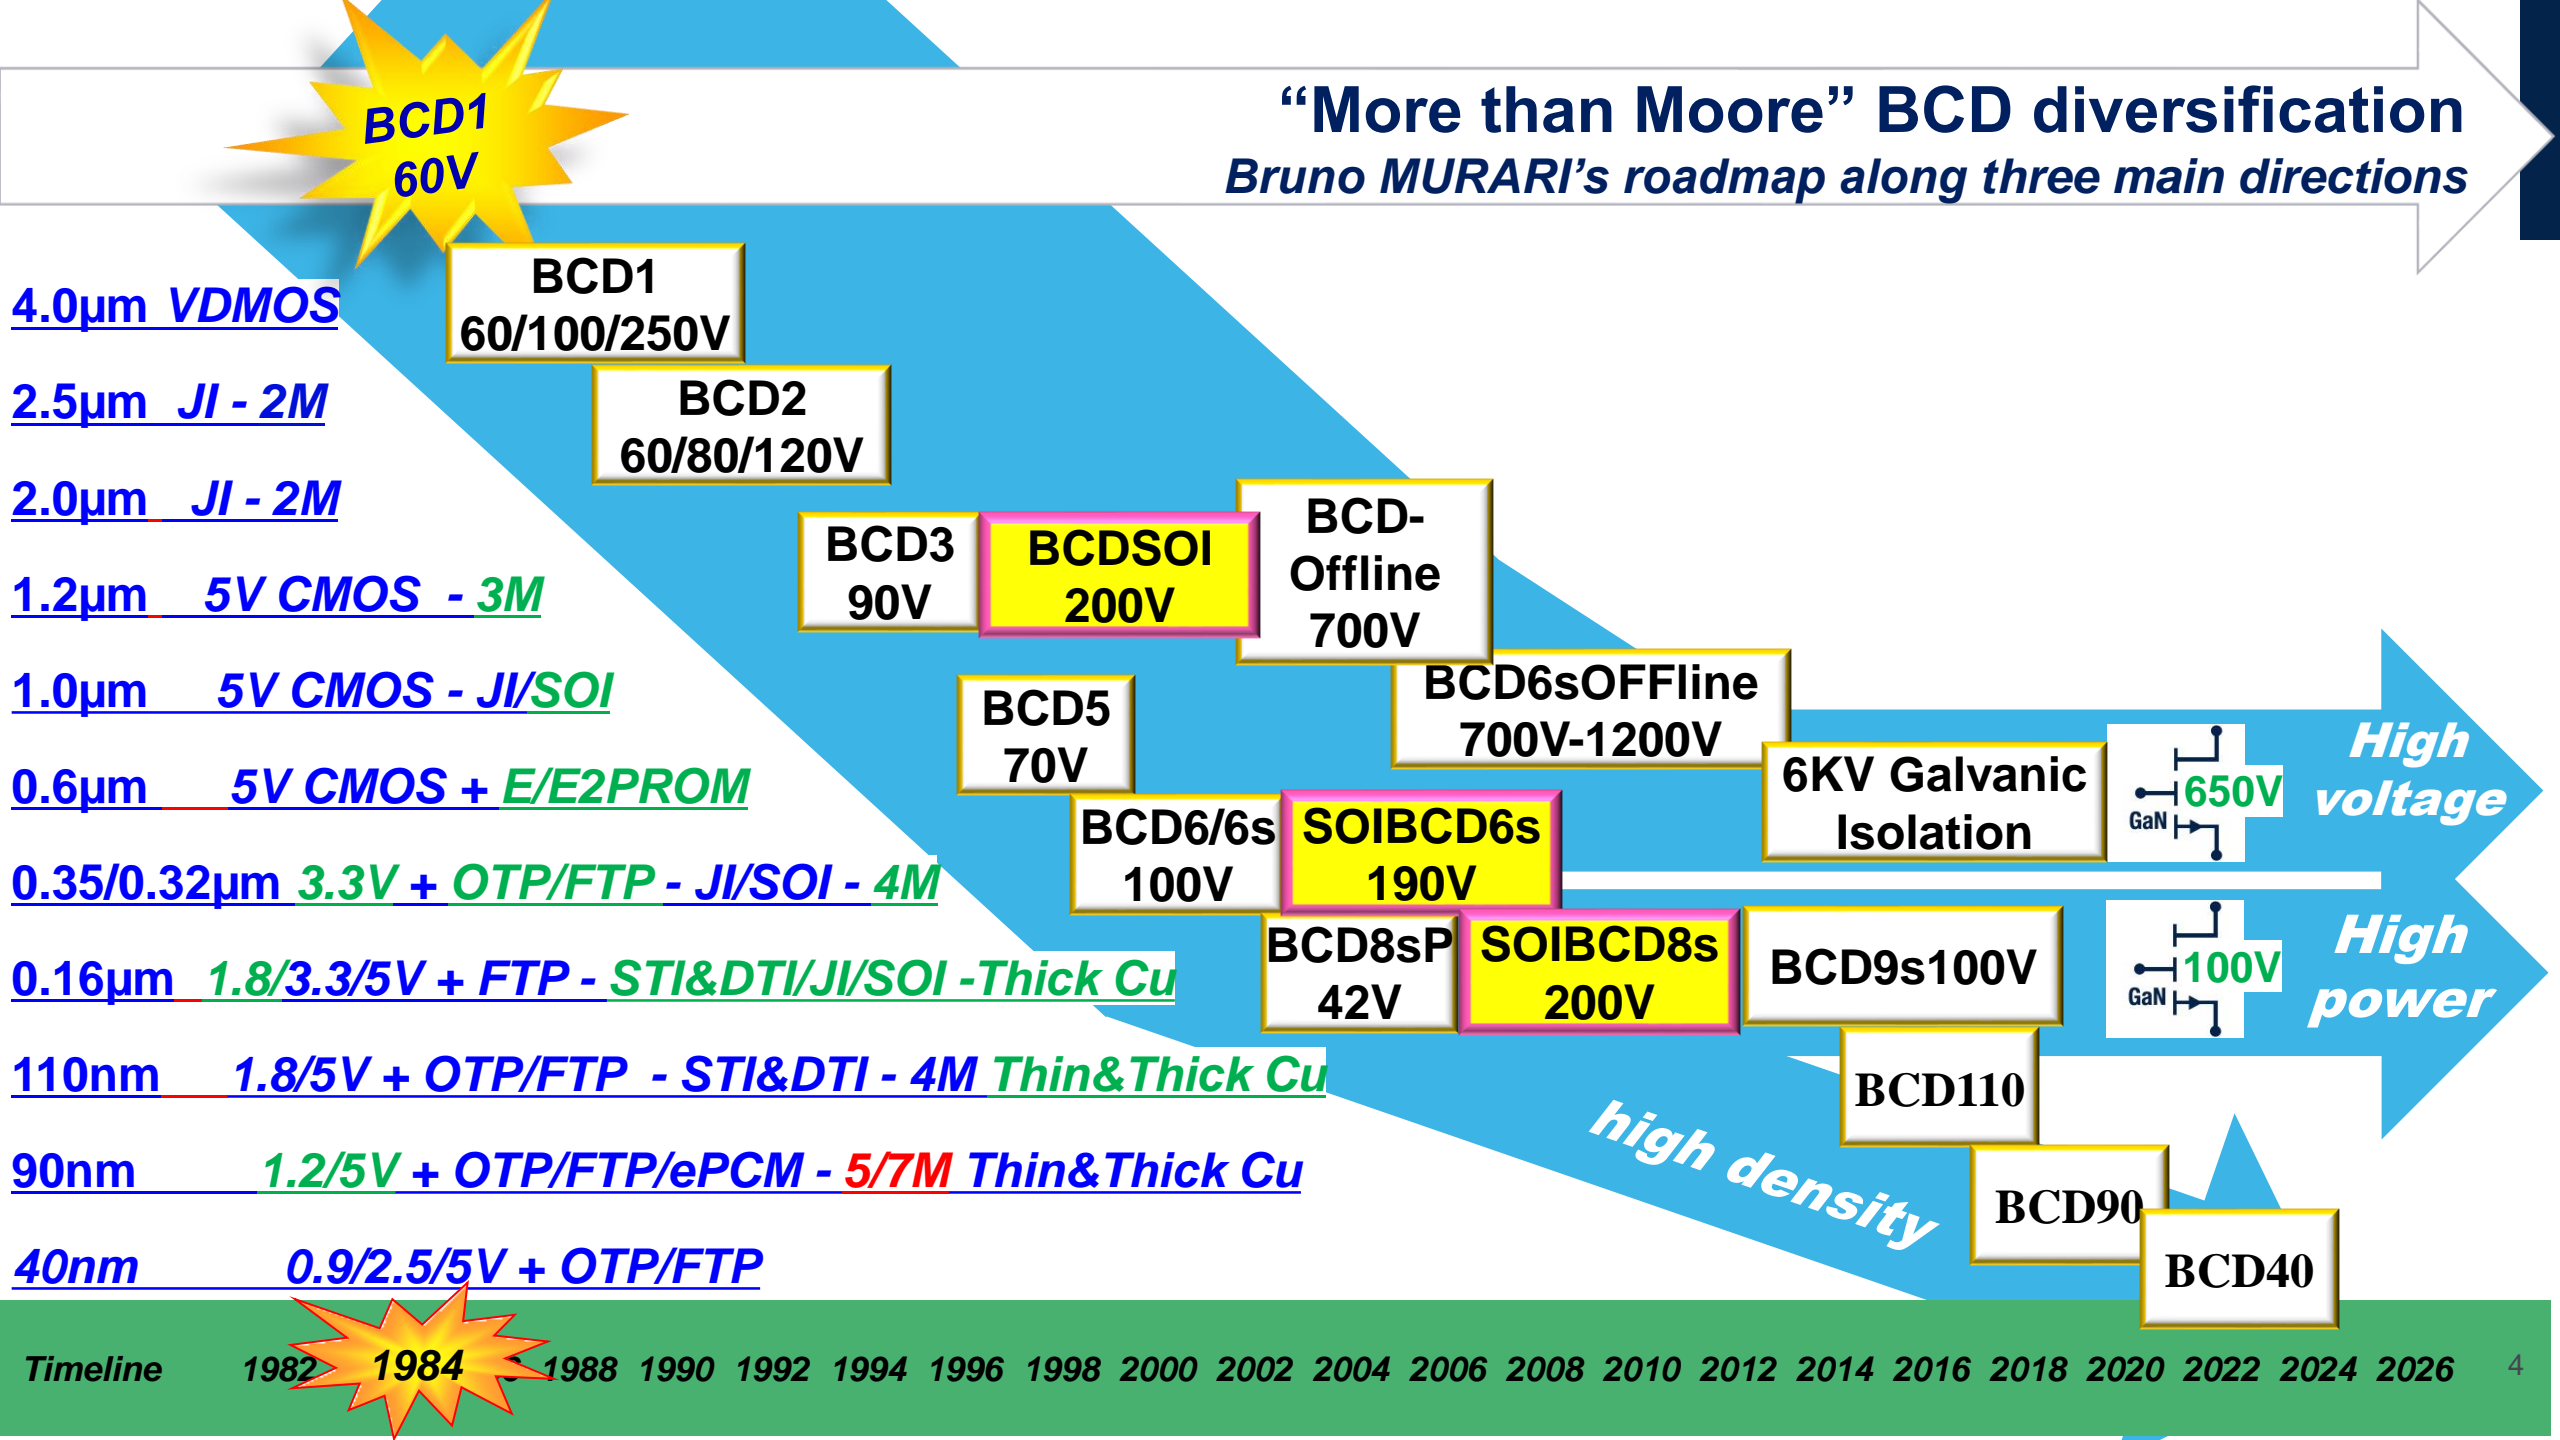 “More than Moore” BCD diversification
Bruno MURARI’s roadmap along three main directions
BCD1
60V
4.0µm VDMOS
2.5µm JI - 2M
2.0µm JI - 2M
1.2µm 5V CMOS - 3M
1.0µm 5V CMOS - JI/SOI
0.6µm 5V CMOS + E/E2PROM
0.35/0.32µm 3.3V + OTP/FTP - JI/SOI - 4M
0.16µm 1.8/3.3/5V + FTP - STI&DTI/JI/SOI -Thick Cu
110nm 1.8/5V + OTP/FTP - STI&DTI - 4M Thin&Thick Cu
90nm 1.2/5V + OTP/FTP/ePCM - 5/7M Thin&Thick Cu
40nm 0.9/2.5/5V + OTP/FTP
BCD1
60/100/250V
BCD2
60/80/120V
BCD3
90V
BCDSOI
200V
BCD-
Offline
700V
BCD5
70V
BCD6sOFFline
700V-1200V
6KV Galvanic
Isolation
650V
GaN
High
voltage
BCD6/6s
100V
SOIBCD6s
190V
BCD8sP
42V
SOIBCD8s
200V
BCD9s100V
100V
GaN
High
power
BCD110
BCD90
BCD40
high density
Timeline 1982 1984 1988 1990 1992 1994 1996 1998 2000 2002 2004 2006 2008 2010 2012 2014 2016 2018 2020 2022 2024 2026
4